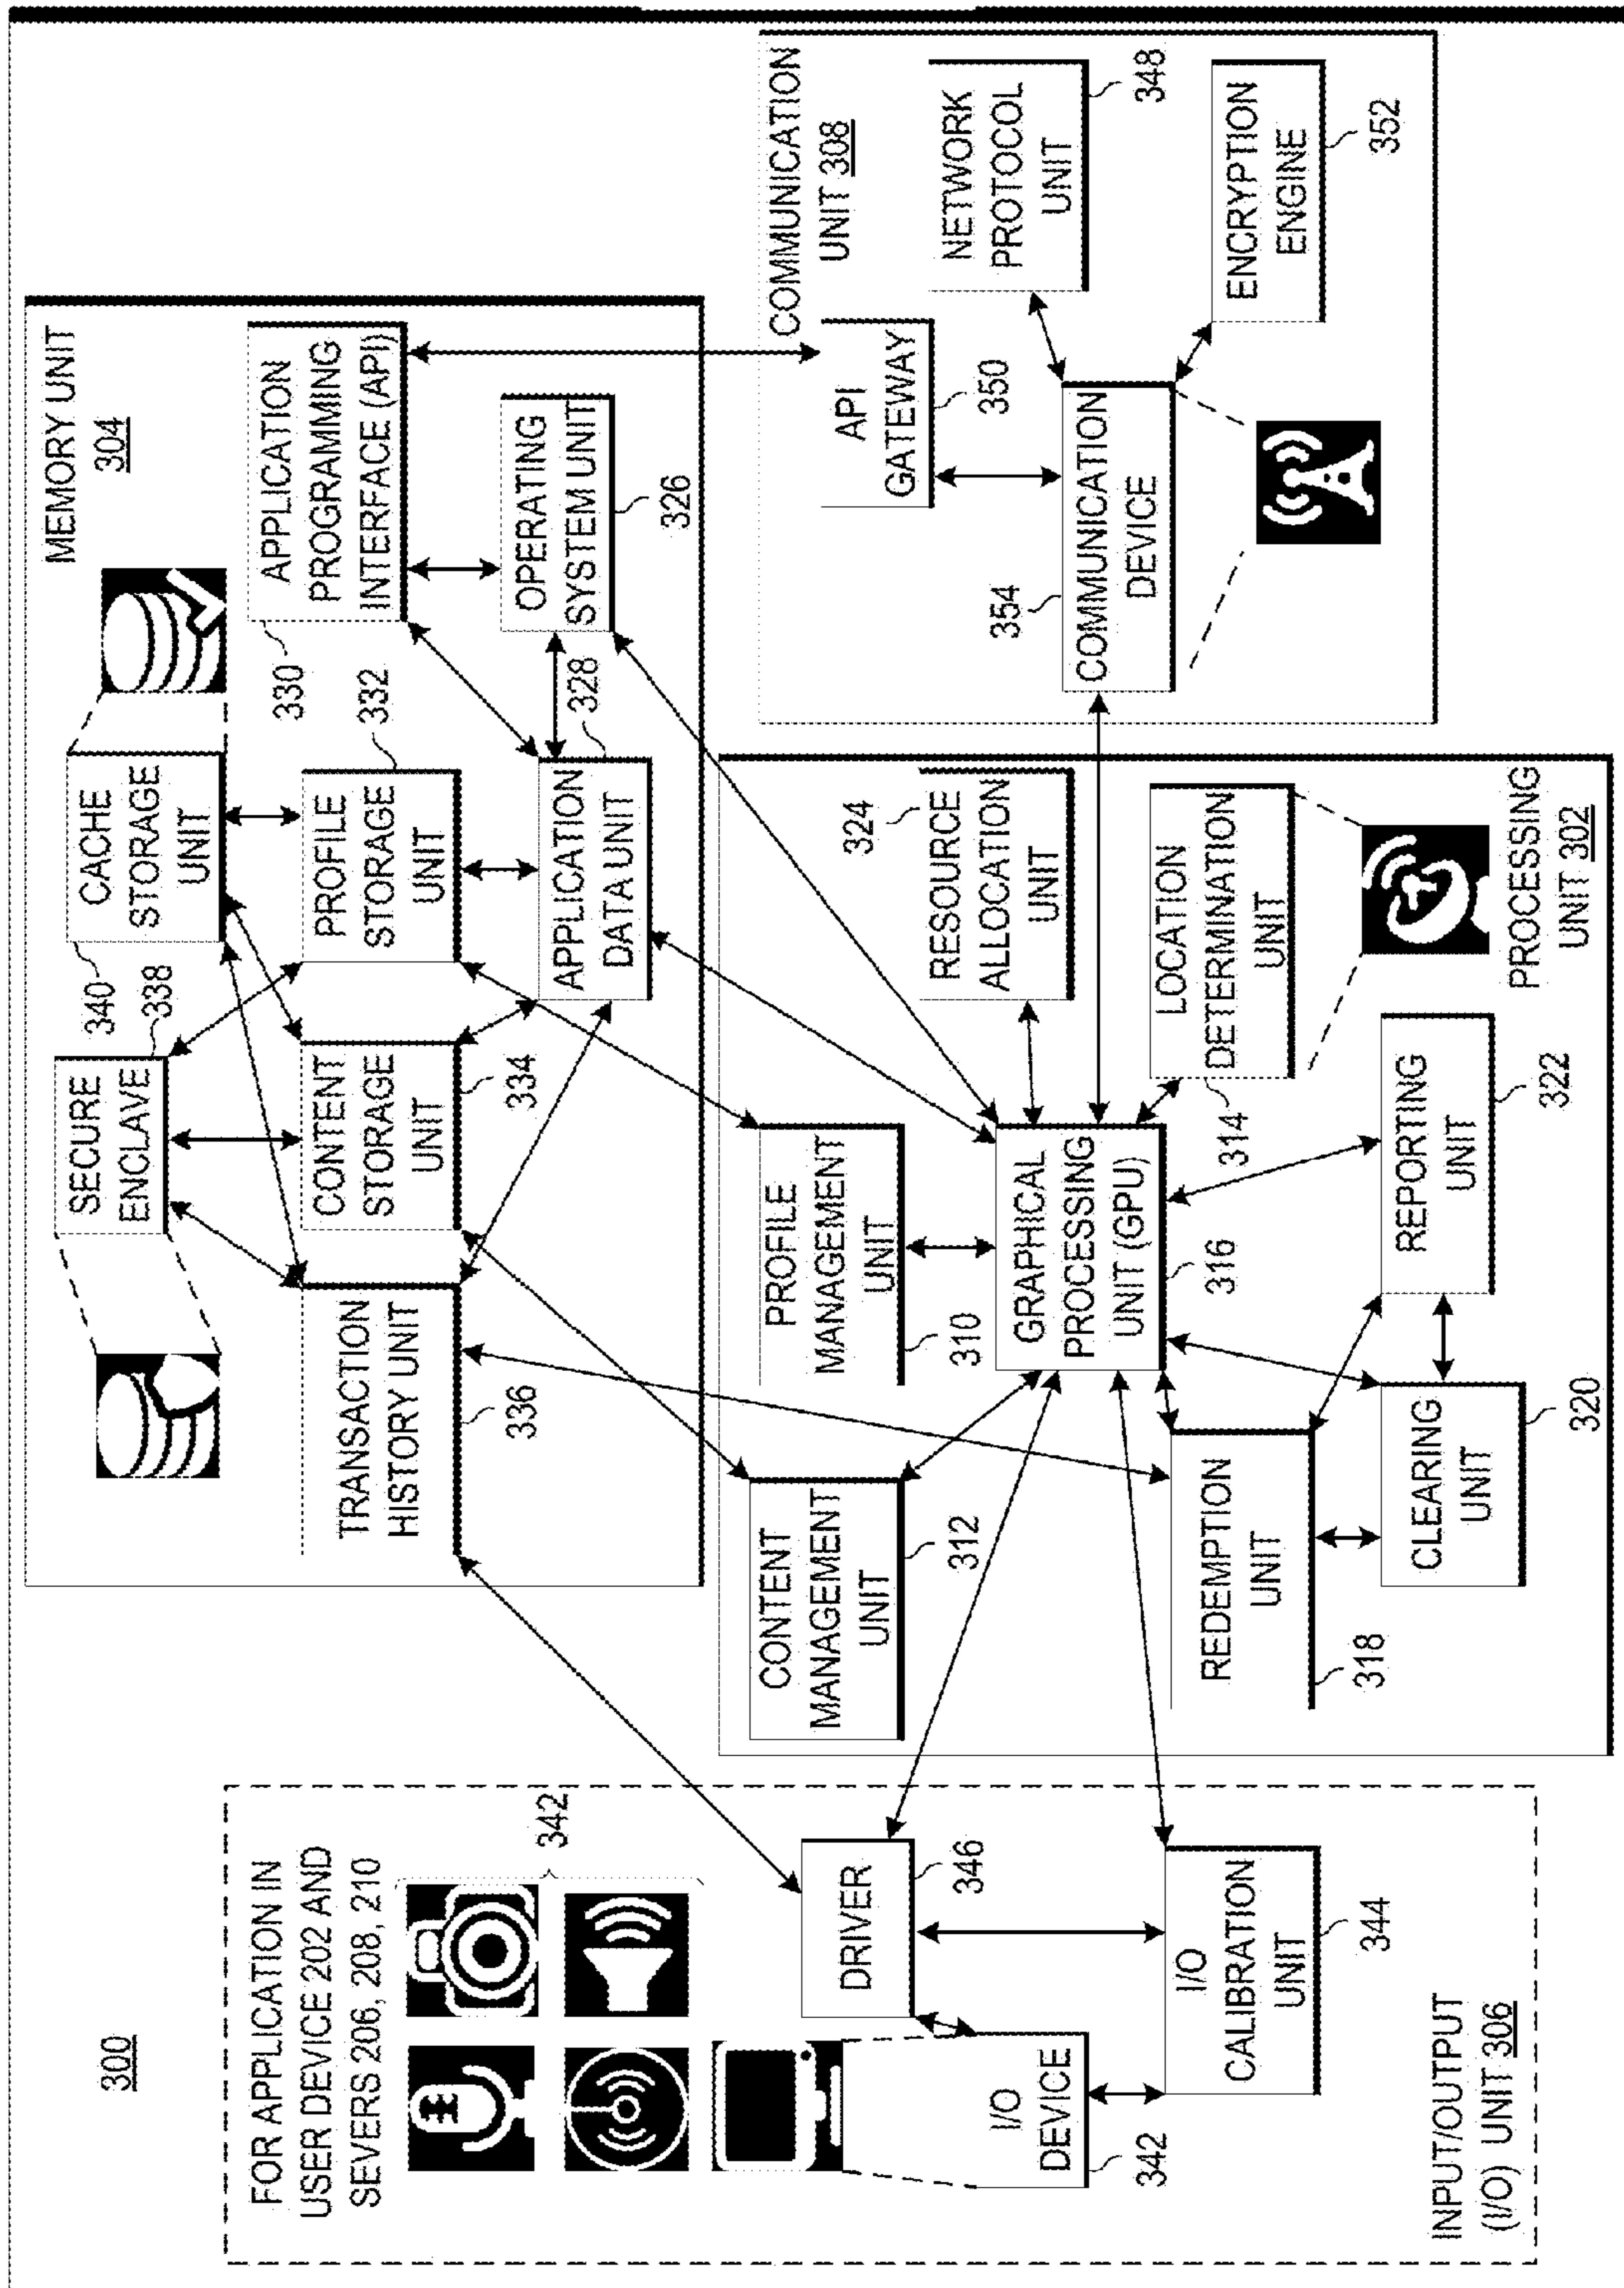 300
FOR APPLICATION IN
USER DEVICE 202 AND
SEVERS 206, 208, 210
342
I/O
DEVICE
342
DRIVER
346
I/O
CALIBRATION
UNIT
344
INPUT/OUTPUT
(I/O) UNIT 306
MEMORY UNIT
304
SECURE
ENCLAVE
338
CACHE
STORAGE
UNIT
340
TRANSACTION
HISTORY UNIT
336
CONTENT
STORAGE
UNIT
334
PROFILE
STORAGE
UNIT
332
APPLICATION
PROGRAMING
INTERFACE (API)
330
APPLICATION
DATA UNIT
328
OPERATING
SYSTEM UNIT
326
CONTENT
MANAGEMENT
UNIT
312
PROFILE
MANAGEMENT
UNIT
310
RESOURCE
ALLOCATION
UNIT
324
GRAPHICAL
PROCESSING
UNIT (GPU)
316
LOCATION
DETERMINATION
UNIT
314
REDEMPTION
UNIT
318
CLEARING
UNIT
320
REPORTING
UNIT
322
PROCESSING
UNIT 302
COMMUNICATION
UNIT 308
API
GATEWAY
350
NETWORK
PROTOCOL
UNIT
348
COMMUNICATION
DEVICE
354
ENCRYPTION
ENGINE
352